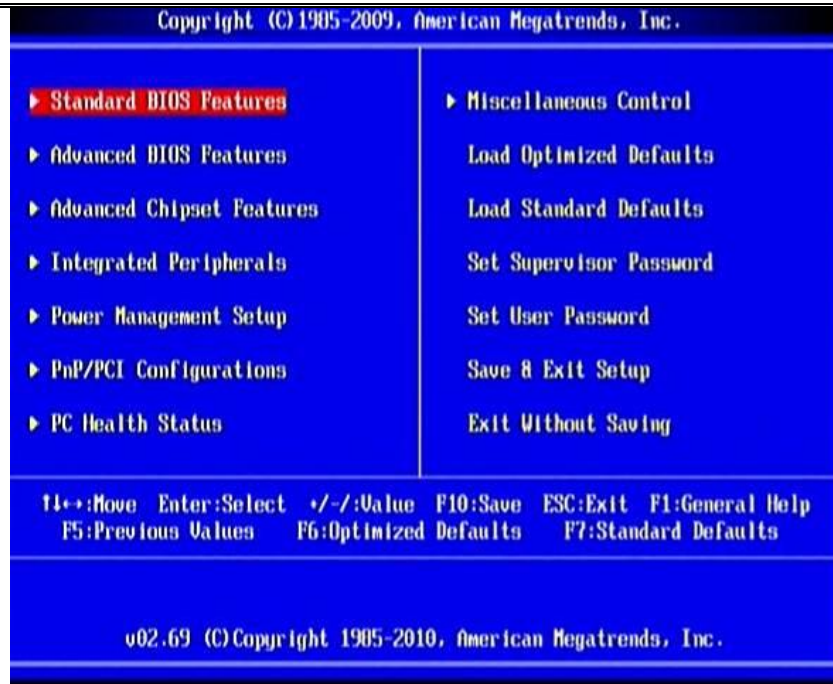 Copyright (C)1985-2009, American Megatrends, Inc.
▶ Standard BIOS Features
▶ Advanced BIOS Features
▶ Advanced Chipset Features
▶ Integrated Peripherals
▶ Power Management Setup
▶ PnP/PCI Configurations
▶ PC Health Status
▶ Miscellaneous Control
Load Optimized Defaults
Load Standard Defaults
Set Supervisor Password
Set User Password
Save & Exit Setup
Exit Without Saving
↑↓↔:Move Enter:Select +/-/:Value F10:Save ESC:Exit F1:General Help
F5:Previous Values F6:Optimized Defaults F7:Standard Defaults
v02.69 (C)Copyright 1985-2010, American Megatrends, Inc.